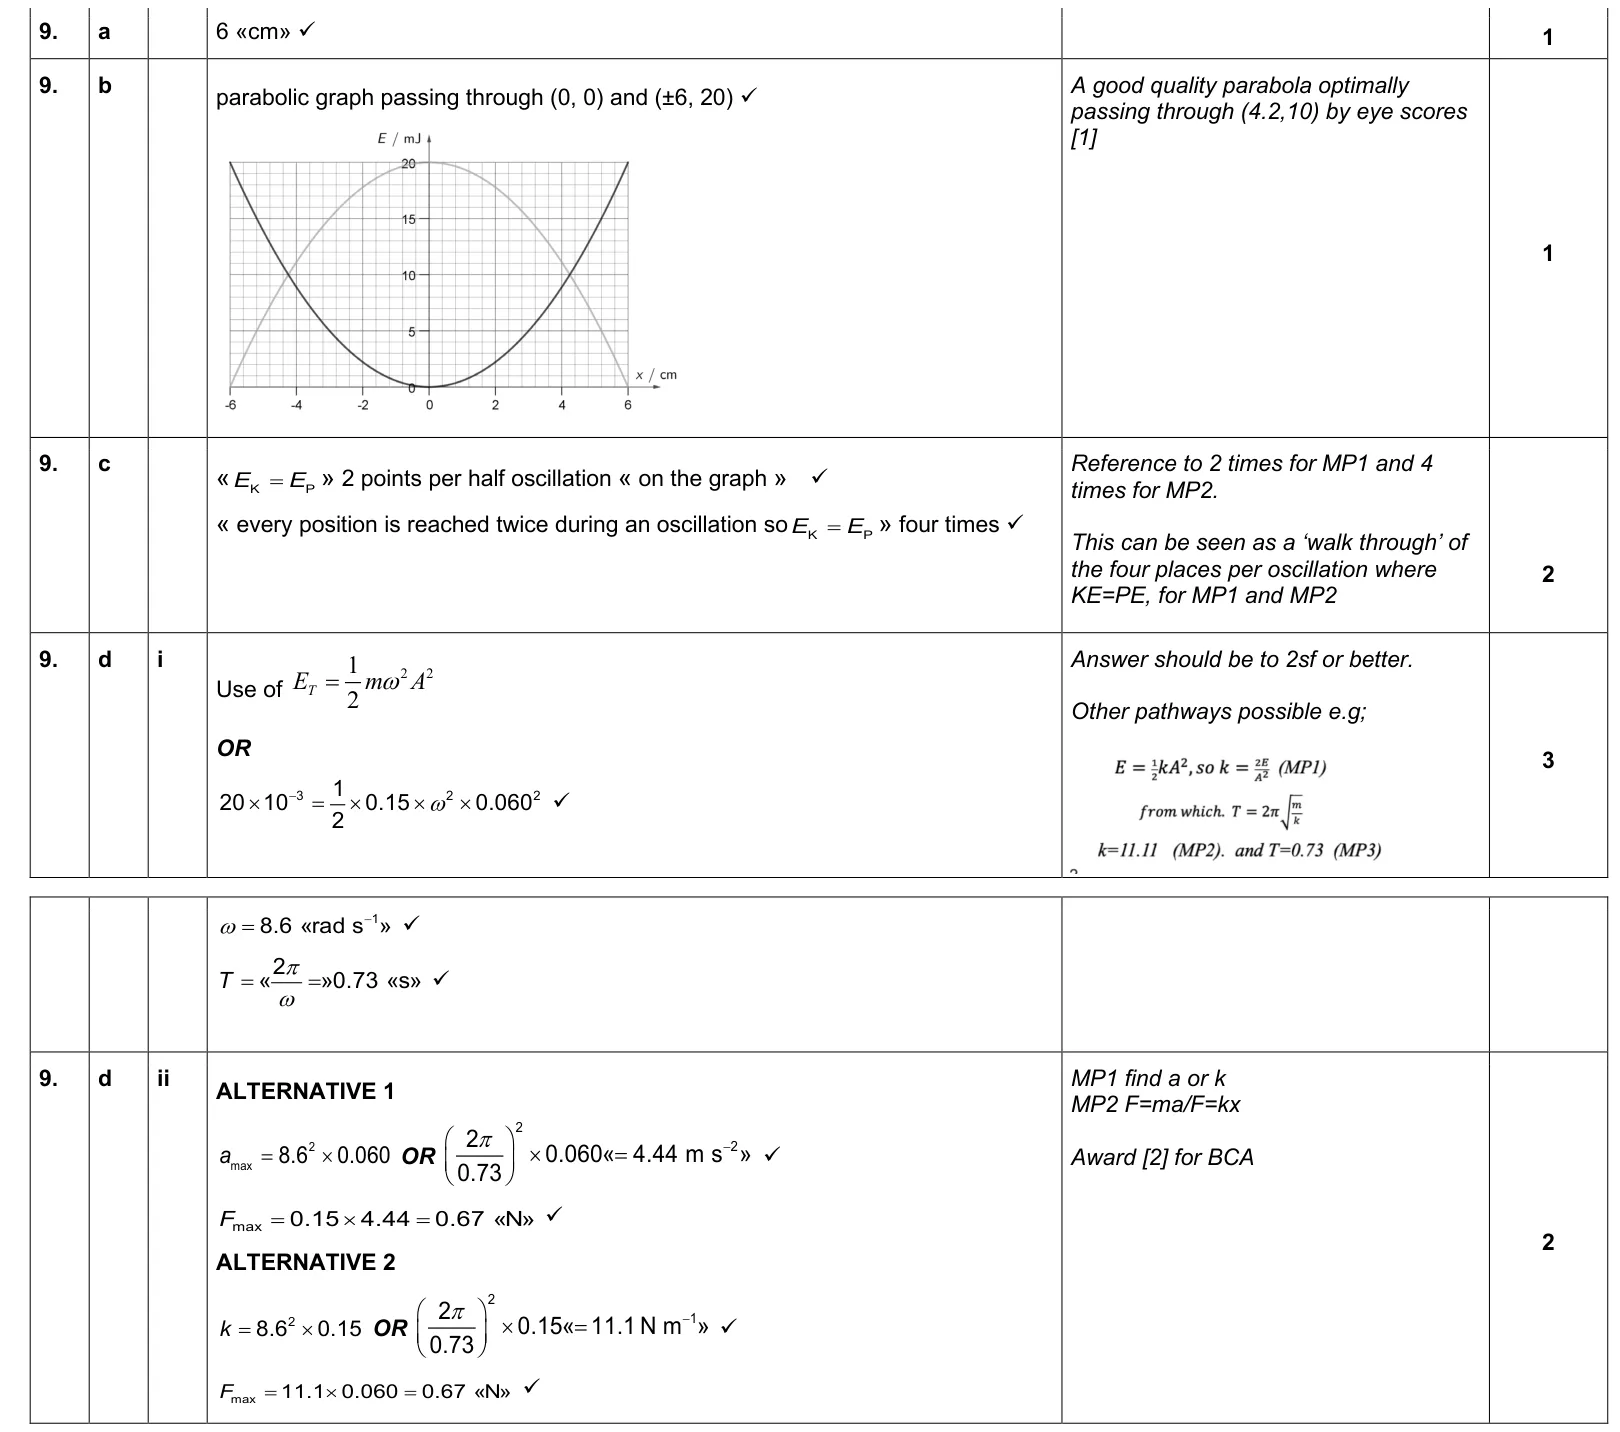 9. a 6 «cm» ✓ 1
9. b parabolic graph passing through (0, 0) and (±6, 20) ✓
A good quality parabola optimally
passing through (4.2,10) by eye scores
[1]
1
E / mJ
20
15
10
5
0
x / cm
-6 -4 -2 0 2 4 6
9. c « E_K = E_P » 2 points per half oscillation « on the graph » ✓
« every position is reached twice during an oscillation so E_K = E_P » four times ✓
Reference to 2 times for MP1 and 4
times for MP2.
This can be seen as a ‘walk through’ of
the four places per oscillation where
KE=PE, for MP1 and MP2
2
9. d i Use of E_T = 1/2 mω² A²
OR
20 × 10⁻³ = 1/2 × 0.15 × ω² × 0.060² ✓
Answer should be to 2sf or better.
Other pathways possible e.g;
E = ½kA², so k = 2E/A² (MP1)
from which. T = 2π√(m/k)
k=11.11 (MP2). and T=0.73 (MP3)
3
ω = 8.6 «rad s⁻¹» ✓
T = «2π/ω =»0.73 «s» ✓
9. d ii ALTERNATIVE 1
a_max = 8.6² × 0.060 OR (2π/0.73)² × 0.060«= 4.44 m s⁻²» ✓
F_max = 0.15 × 4.44 = 0.67 «N» ✓
ALTERNATIVE 2
k = 8.6² × 0.15 OR (2π/0.73)² × 0.15«= 11.1 N m⁻¹» ✓
F_max = 11.1 × 0.060 = 0.67 «N» ✓
MP1 find a or k
MP2 F=ma/F=kx
Award [2] for BCA
2